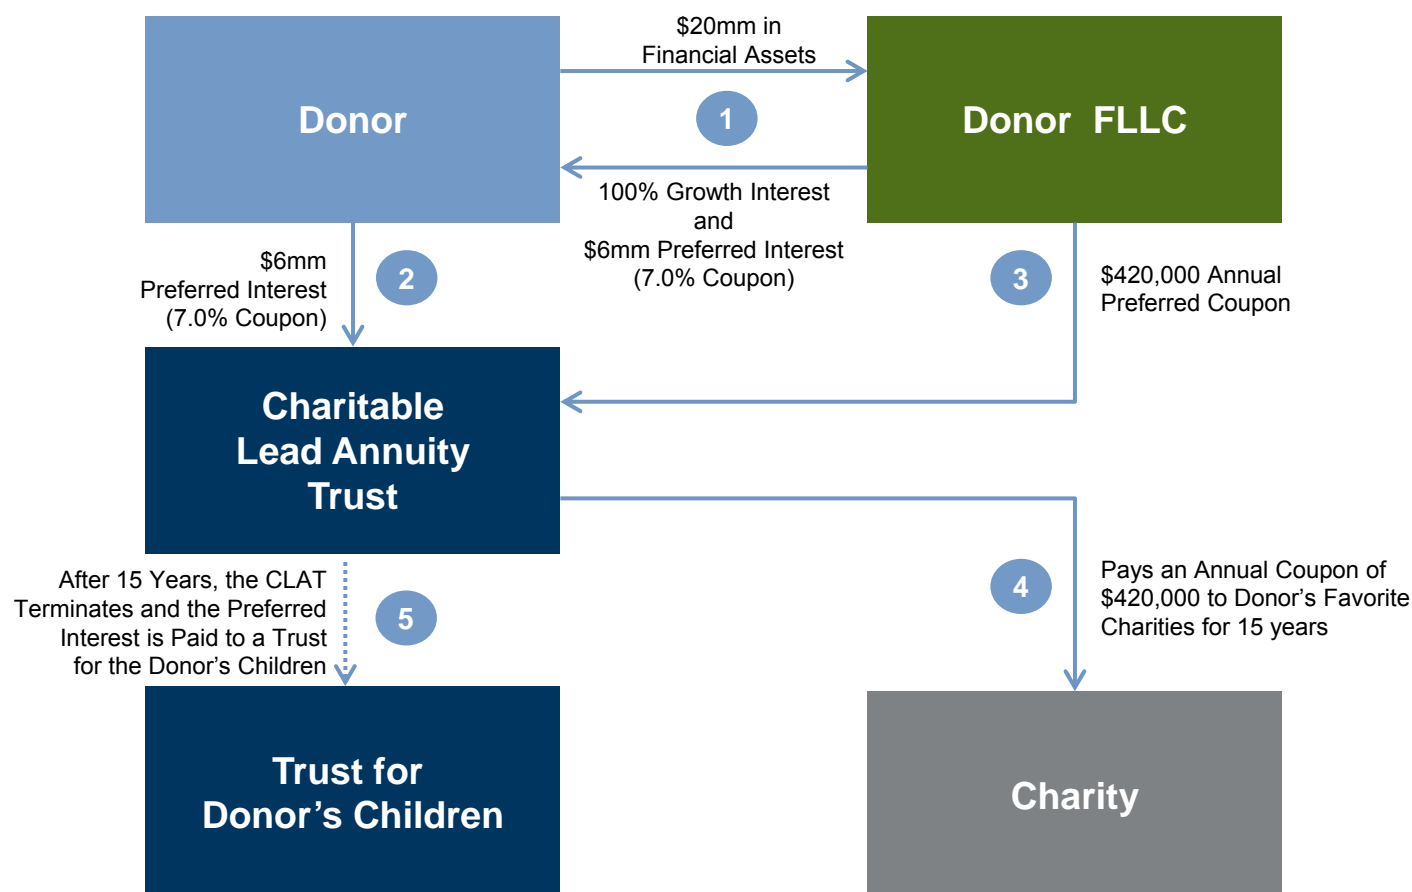 $20mm in
Financial Assets
Donor
1
Donor FLLC
100% Growth Interest
and
$6mm Preferred Interest
(7.0% Coupon)
$6mm
Preferred Interest
(7.0% Coupon)
2
3
$420,000 Annual
Preferred Coupon
Charitable
Lead Annuity
Trust
After 15 Years, the CLAT
Terminates and the Preferred
Interest is Paid to a Trust
for the Donor’s Children
5
4
Pays an Annual Coupon of
$420,000 to Donor’s Favorite
Charities for 15 years
Trust for
Donor’s Children
Charity